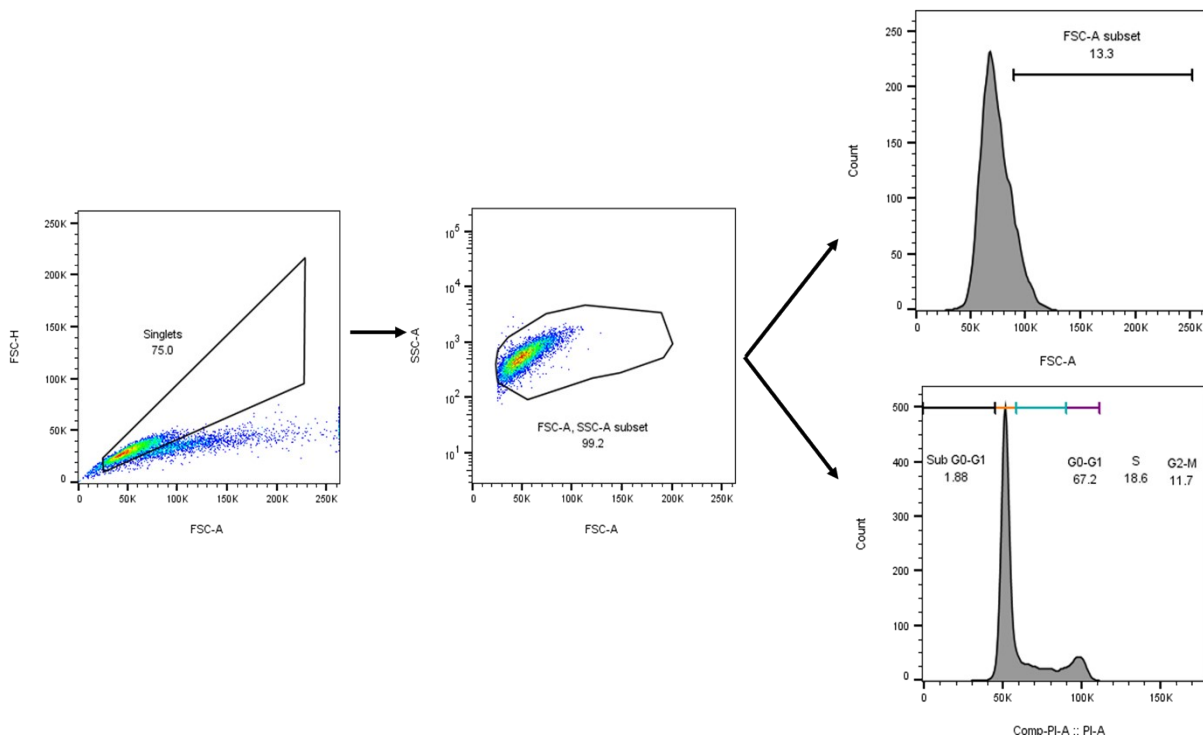 250K
200K
150K
100K
50K
0
FSC-H
Singlets
75.0
0 50K 100K 150K 200K 250K
FSC-A
10^5
10^4
10^3
10^2
10^1
SSC-A
FSC-A, SSC-A subset
99.2
50K 100K 150K 200K 250K
FSC-A
250
200
150
100
50
0
Count
FSC-A subset
13.3
0 50K 100K 150K 200K 250K
FSC-A
500
400
300
200
100
0
Count
Sub G0-G1
1.88
G0-G1
67.2
S
18.6
G2-M
11.7
0 50K 100K 150K
Comp-PI-A :: PI-A